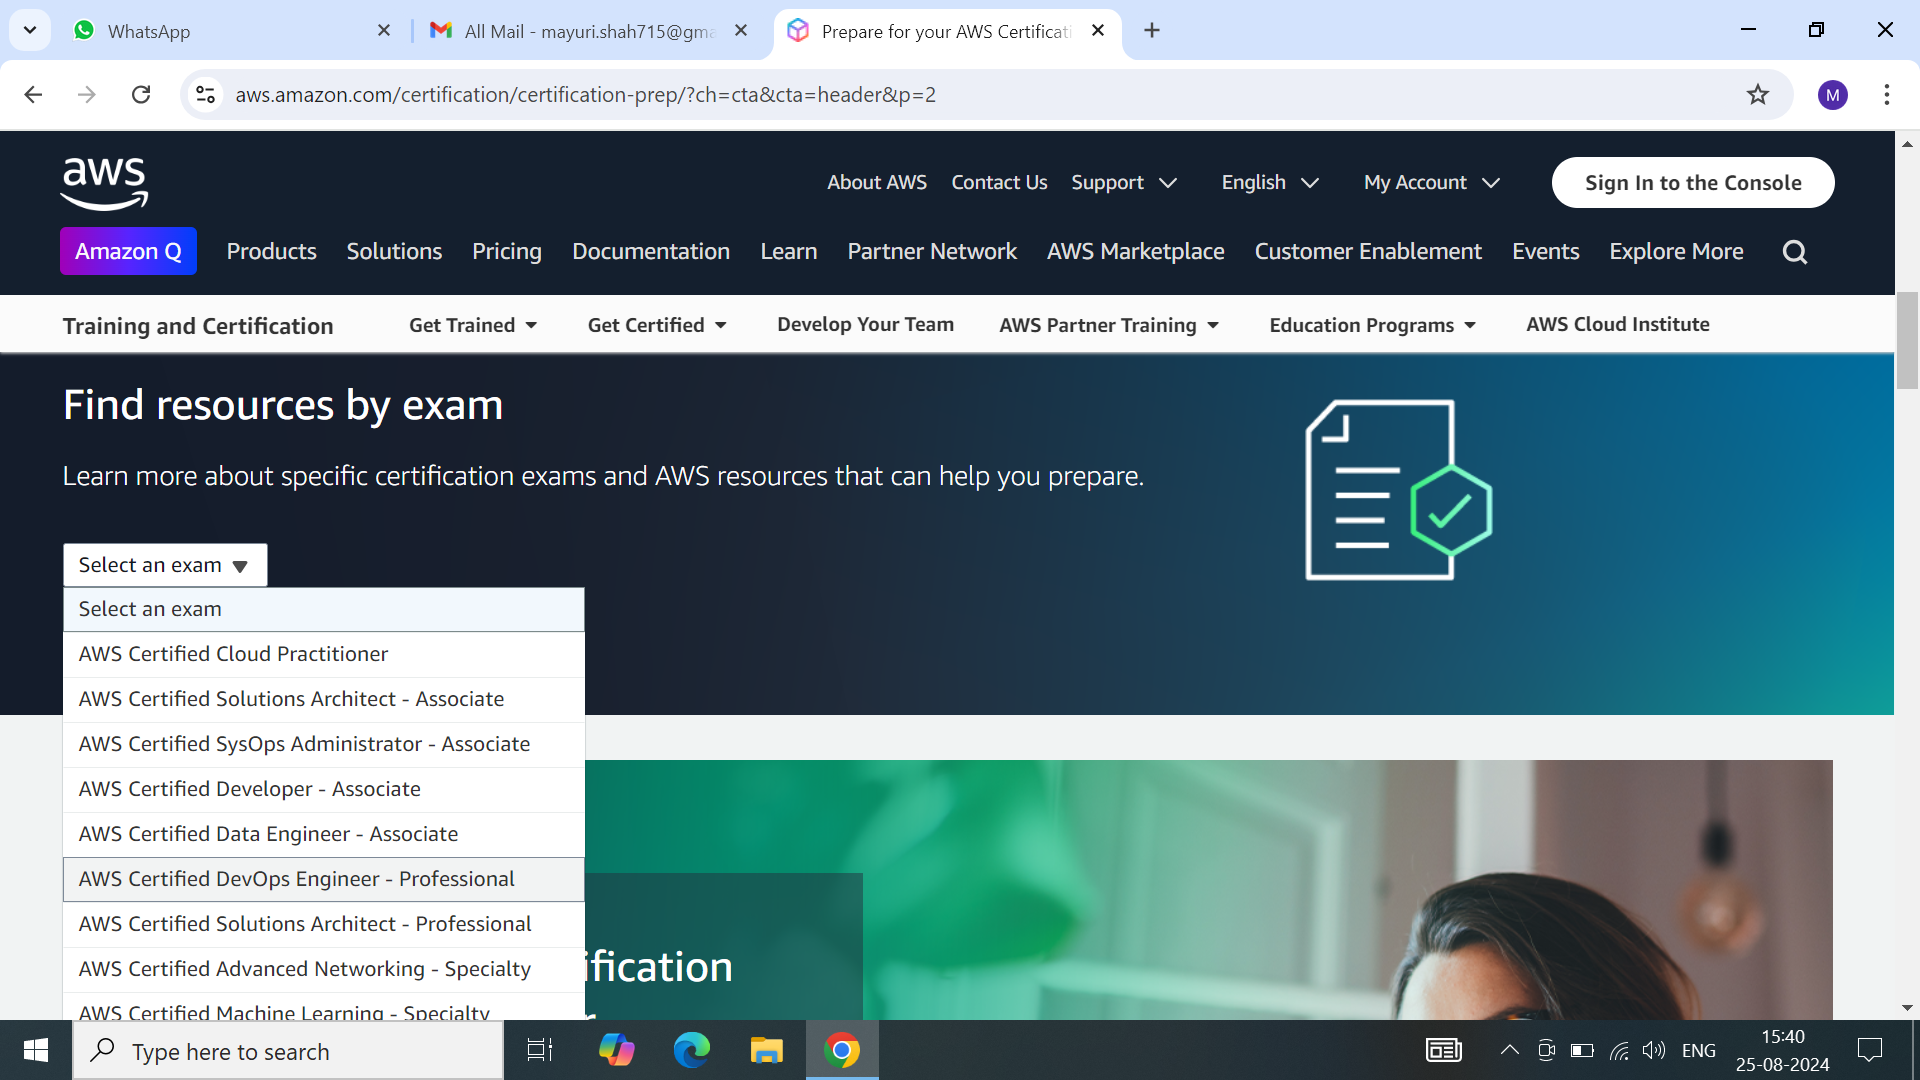 WhatsApp
All Mail - mayuri.shah715@gma
Prepare for your AWS Certificati
aws.amazon.com/certification/certification-prep/?ch=cta&cta=header&p=2
M
aws
About AWS
Contact Us
Support
English
My Account
Sign In to the Console
Amazon Q
Products
Solutions
Pricing
Documentation
Learn
Partner Network
AWS Marketplace
Customer Enablement
Events
Explore More
Training and Certification
Get Trained
Get Certified
Develop Your Team
AWS Partner Training
Education Programs
AWS Cloud Institute
Find resources by exam
Learn more about specific certification exams and AWS resources that can help you prepare.
Select an exam
Select an exam
AWS Certified Cloud Practitioner
AWS Certified Solutions Architect - Associate
AWS Certified SysOps Administrator - Associate
AWS Certified Developer - Associate
AWS Certified Data Engineer - Associate
AWS Certified DevOps Engineer - Professional
AWS Certified Solutions Architect - Professional
AWS Certified Advanced Networking - Specialty
AWS Certified Machine Learning - Specialty
ification
Type here to search
ENG
15:40
25-08-2024